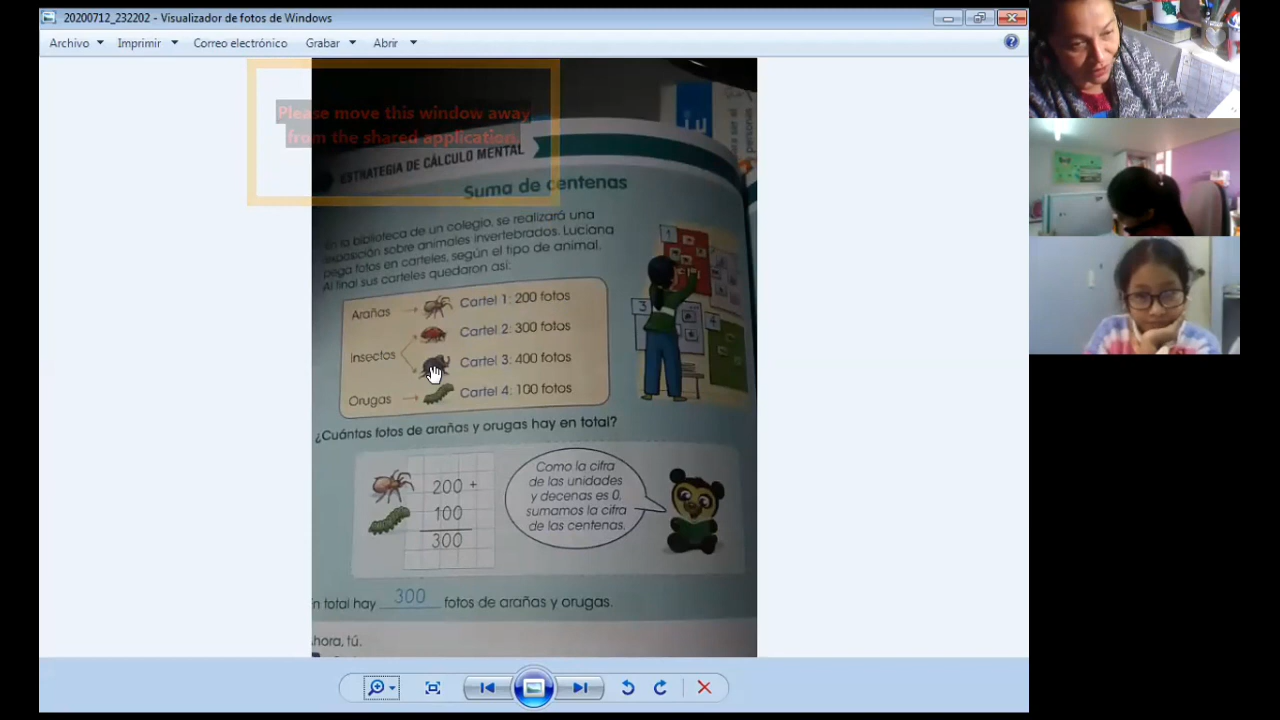 20200712_232202 - Visualizador de fotos de Windows
Archivo Imprimir Correo electrónico Grabar Abrir
Please move this window away
from the shared application.
ESTRATEGIA DE CÁLCULO MENTAL
Suma de centenas
En la biblioteca de un colegio, se realizará una
exposición sobre animales invertebrados. Luciana
pega fotos en carteles, según el tipo de animal.
Al final sus carteles quedaron así:
Arañas → Cartel 1: 200 fotos
Cartel 2: 300 fotos
Insectos
Cartel 3: 400 fotos
Orugas → Cartel 4: 100 fotos
1
3
4
¿Cuántas fotos de arañas y orugas hay en total?
200 +
100
300
Como la cifra
de las unidades
y decenas es 0,
sumamos la cifra
de las centenas.
En total hay 300 fotos de arañas y orugas.
Ahora, tú.